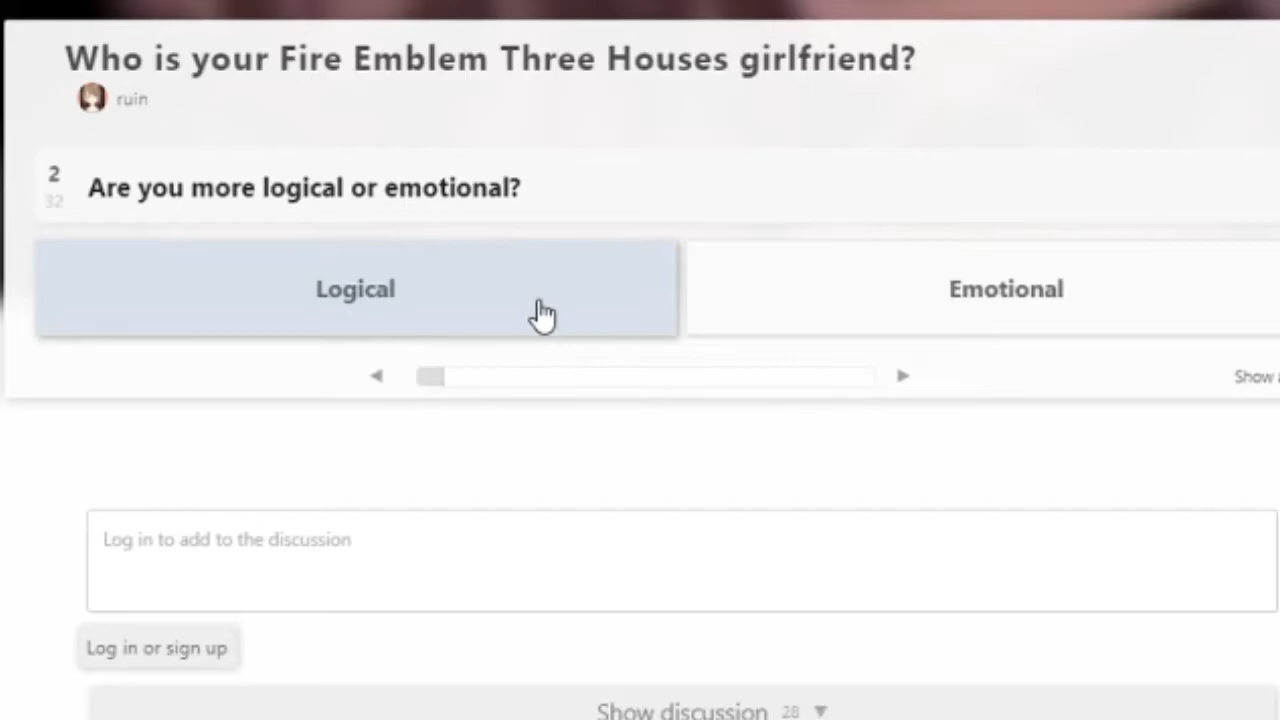 Who is your Fire Emblem Three Houses girlfriend?
ruin
2
32
Are you more logical or emotional?
Logical
Emotional
Show
Log in to add to the discussion
Log in or sign up
Show discussion 28